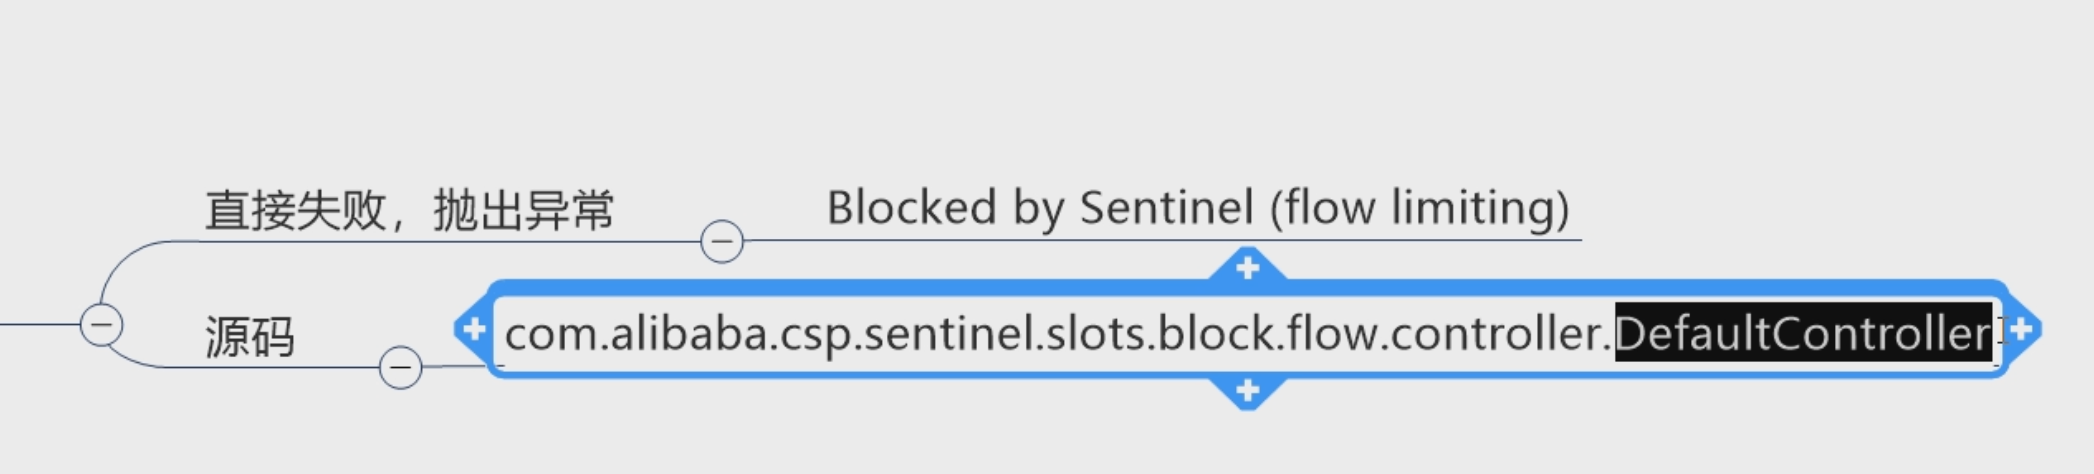 直接失败，抛出异常
Blocked by Sentinel (flow limiting)
源码
com.alibaba.csp.sentinel.slots.block.flow.controller.DefaultController